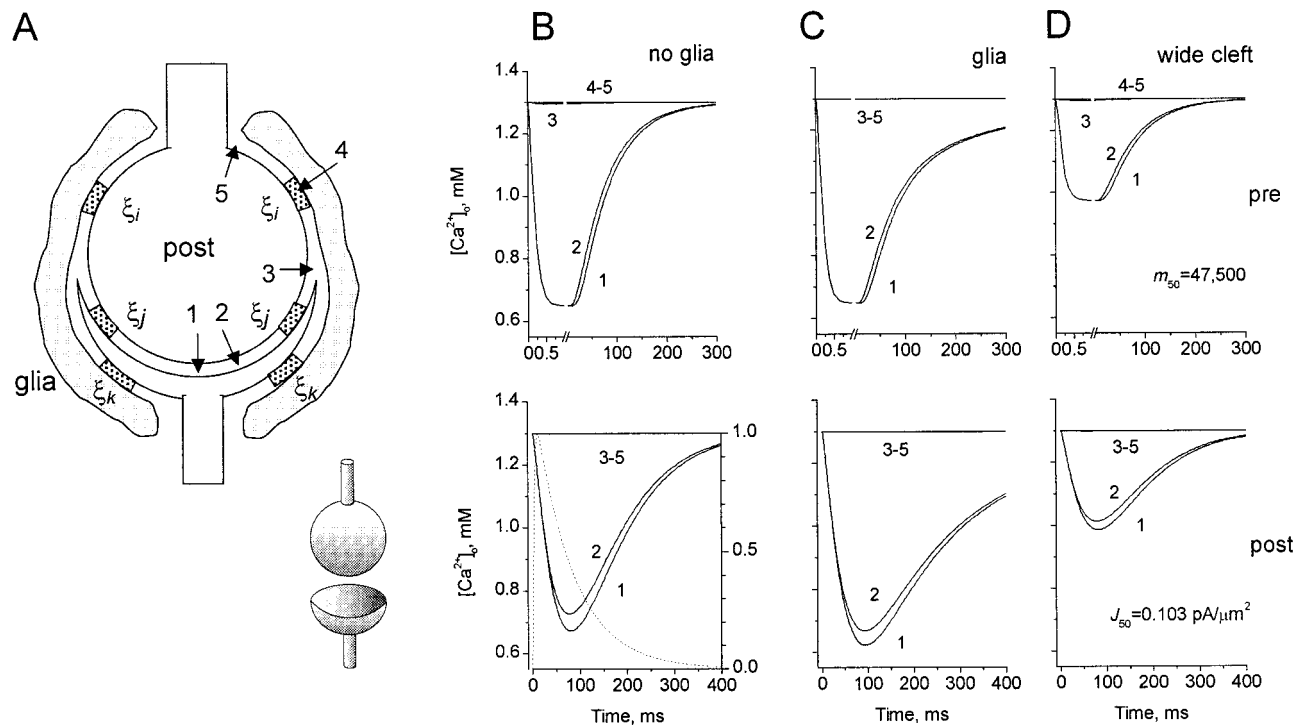 A
B
C
D
no glia
glia
wide cleft
1.4
1.2
1.0
0.8
0.6
[Ca²⁺]ₒ, mM
4-5
3
2
1
00.5
100
200
300
3-5
2
1
00.5
100
200
300
4-5
3
2
1
pre
m₅₀=47,500
00.5
100
200
300
5
4
ξi
ξi
post
3
ξj
ξj
1
2
glia
ξk
ξk
1.4
1.2
1.0
0.8
0.6
[Ca²⁺]ₒ, mM
3-5
2
1
1.0
0.5
0.0
0
100
200
300
400
Time, ms
3-5
2
1
0
100
200
300
400
Time, ms
3-5
2
1
post
J₅₀=0.103 pA/μm²
0
100
200
300
400
Time, ms